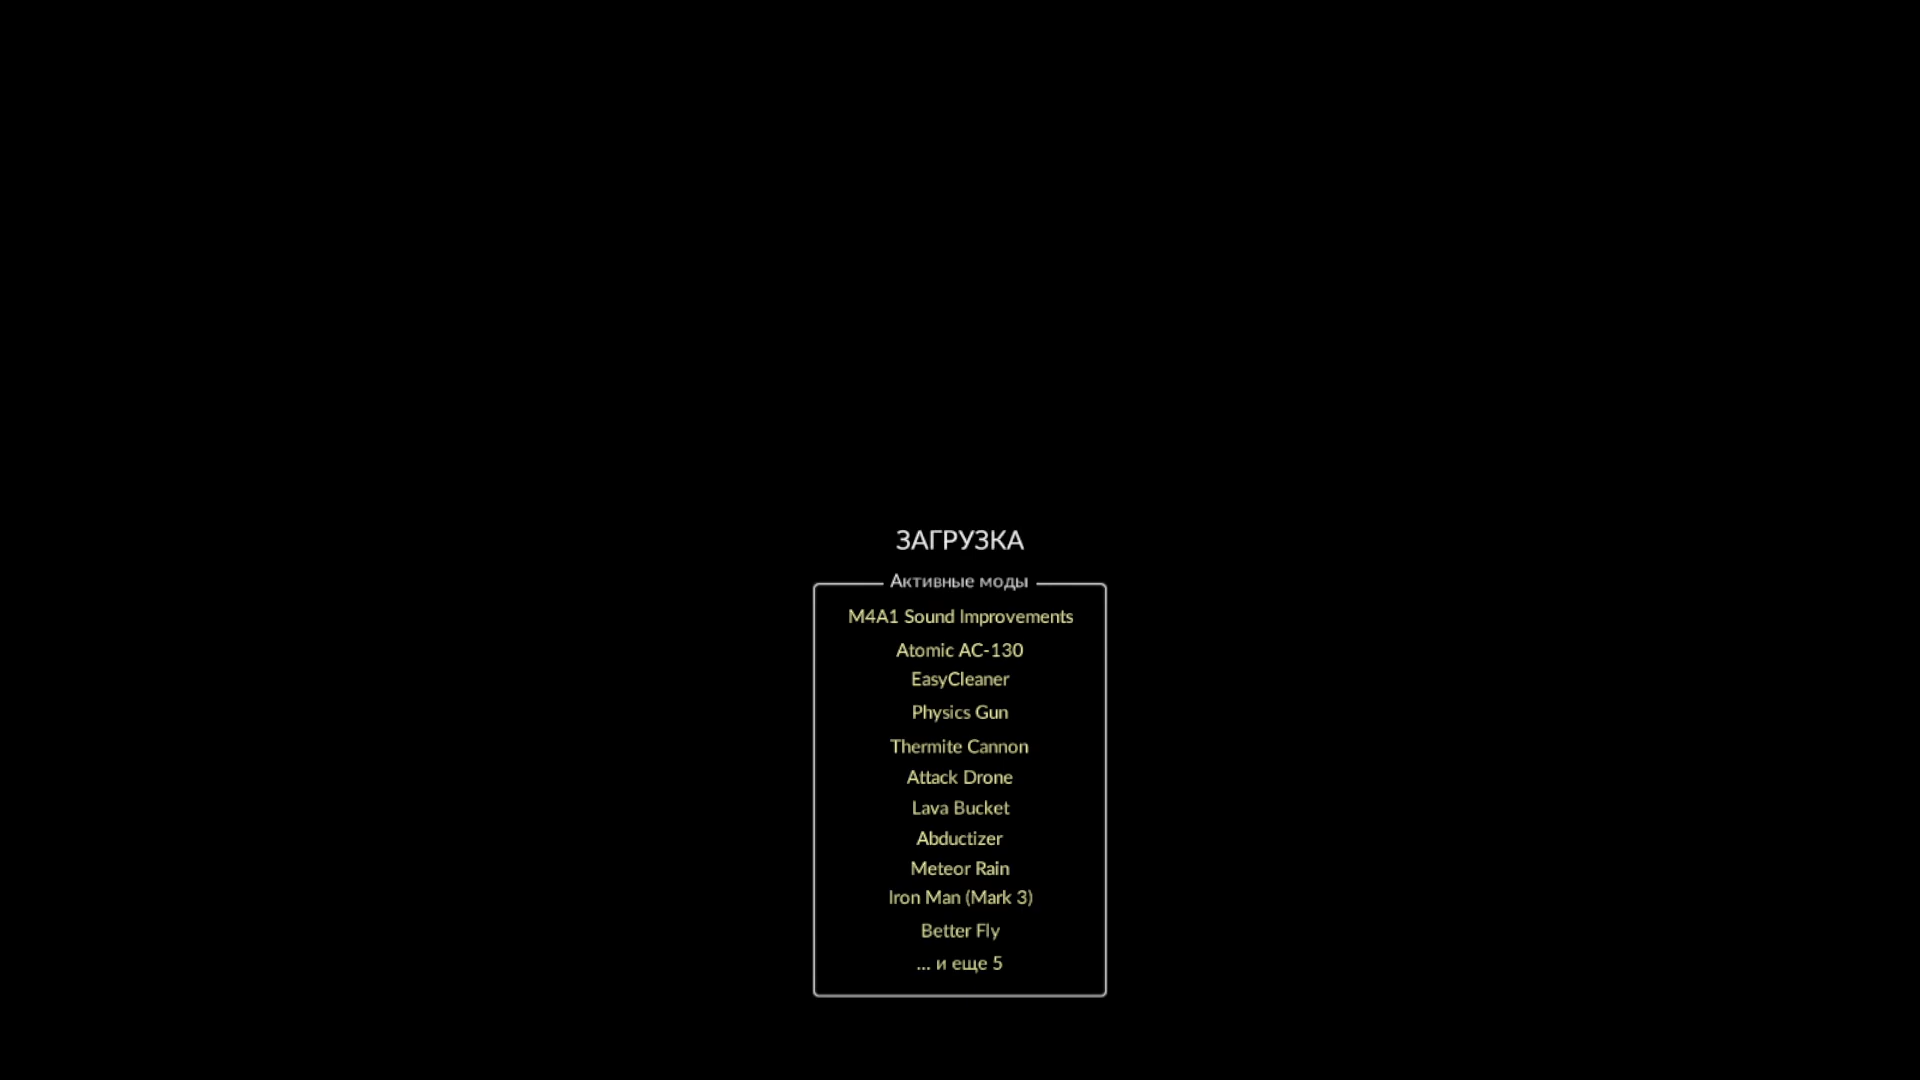 ЗАГРУЗКА
Активные моды
M4A1 Sound Improvements
Atomic AC-130
EasyCleaner
Physics Gun
Thermite Cannon
Attack Drone
Lava Bucket
Abductizer
Meteor Rain
Iron Man (Mark 3)
Better Fly
... и еще 5